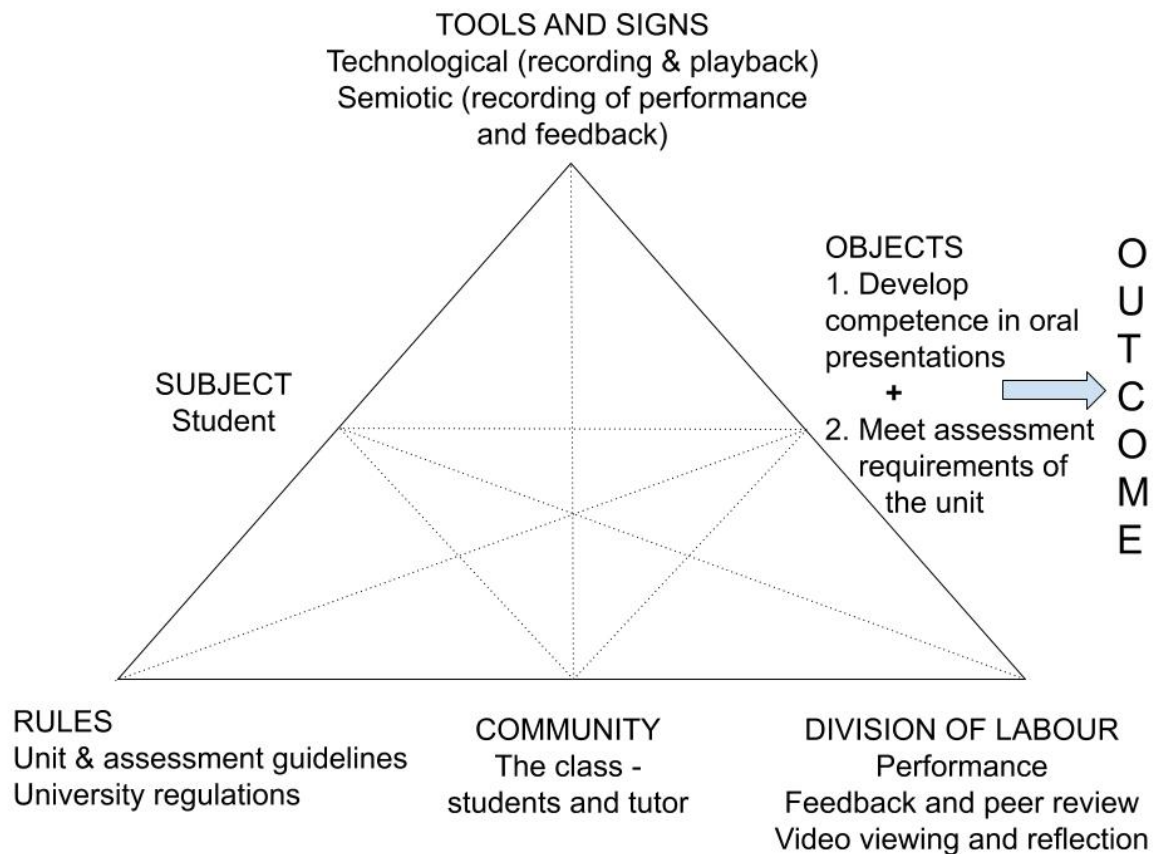 TOOLS AND SIGNS
Technological (recording & playback)
Semiotic (recording of performance
and feedback)
OBJECTS
1. Develop
competence in oral
presentations
+
2. Meet assessment
requirements of
the unit
OUTCOME
SUBJECT
Student
RULES
Unit & assessment guidelines
University regulations
COMMUNITY
The class -
students and tutor
DIVISION OF LABOUR
Performance
Feedback and peer review
Video viewing and reflection